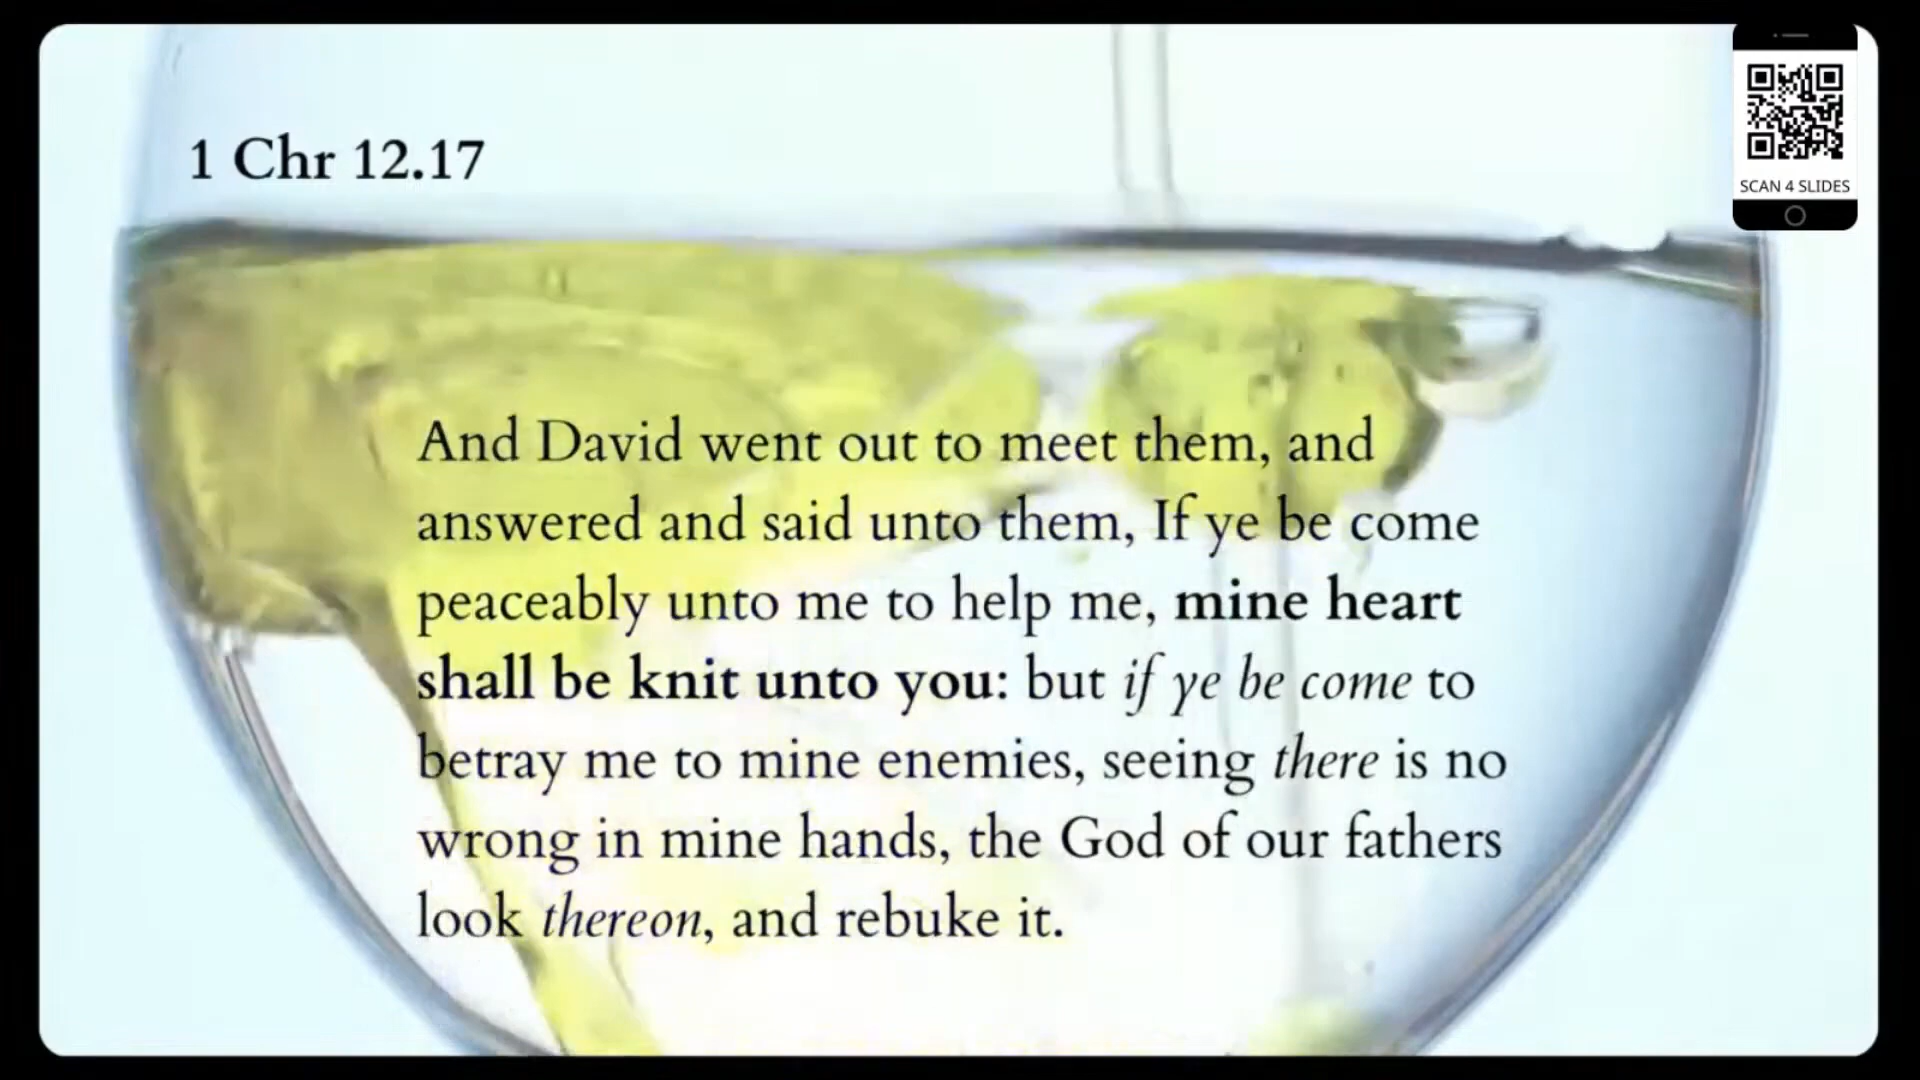 1 Chr 12.17
SCAN 4 SLIDES
And David went out to meet them, and
answered and said unto them, If ye be come
peaceably unto me to help me, mine heart
shall be knit unto you: but if ye be come to
betray me to mine enemies, seeing there is no
wrong in mine hands, the God of our fathers
look thereon, and rebuke it.